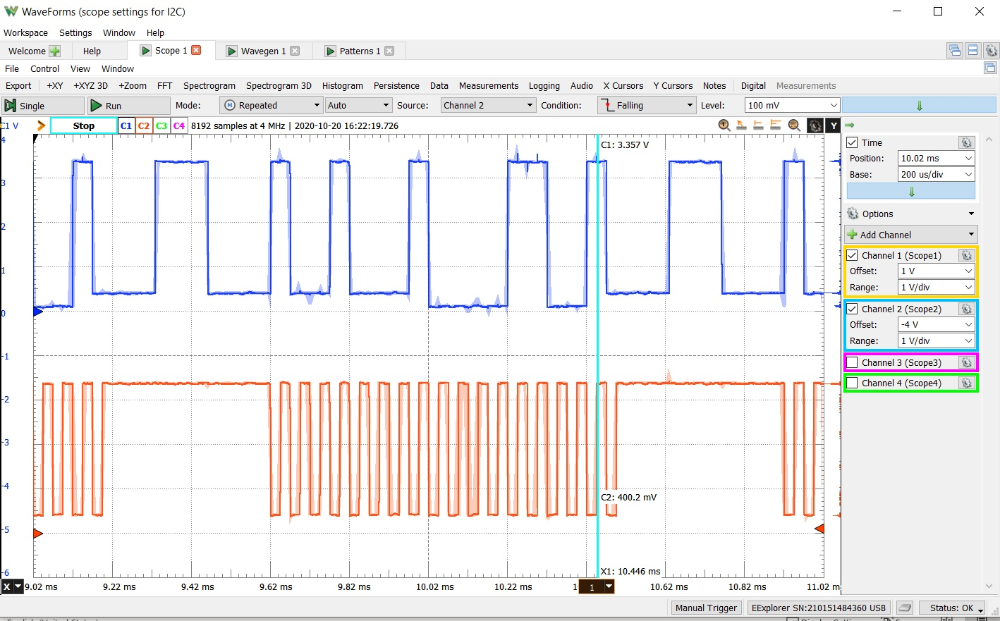 WaveForms (scope settings for I2C)
Workspace Settings Window Help
Welcome Help Scope 1 Wavegen 1 Patterns 1
File Control View Window
Export +XY +XYZ 3D +Zoom FFT Spectrogram Spectrogram 3D Histogram Persistence Data Measurements Logging Audio X Cursors Y Cursors Notes Digital Measurements
Single Run Mode: Repeated Auto Source: Channel 2 Condition: Falling Level: 100 mV
C1 V Stop C1 C2 C3 C4 8192 samples at 4 MHz | 2020-10-20 16:22:19.726 Y
4
3
2
1
0
-1
-2
-3
-4
-5
-6
C1: 3.357 V
C2: 400.2 mV
X1: 10.446 ms
X 9.02 ms 9.22 ms 9.42 ms 9.62 ms 9.82 ms 10.02 ms 10.22 ms 1 10.62 ms 10.82 ms 11.02 m
Time
Position: 10.02 ms
Base: 200 us/div
Options
Add Channel
Channel 1 (Scope1)
Offset: 1 V
Range: 1 V/div
Channel 2 (Scope2)
Offset: -4 V
Range: 1 V/div
Channel 3 (Scope3)
Channel 4 (Scope4)
Manual Trigger EExplorer SN:210151484360 USB Status: OK